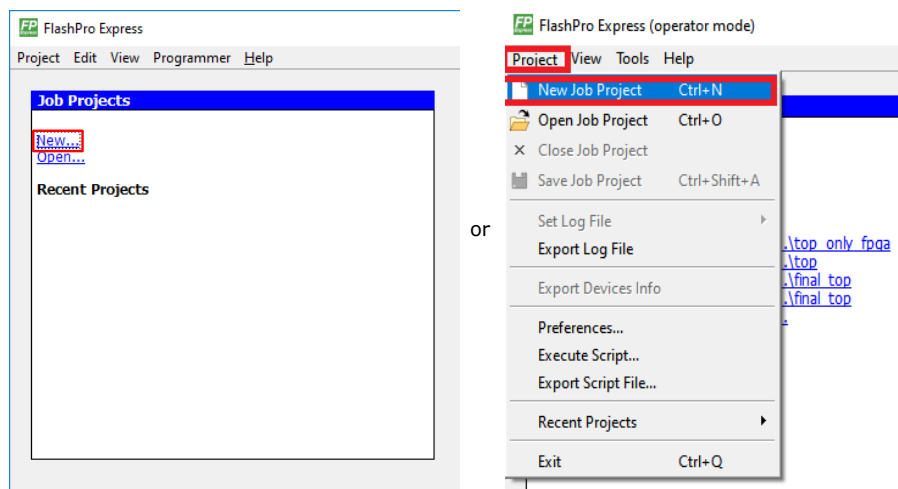 FP Express FlashPro Express
Project Edit View Programmer Help
Job Projects
New...
Open...
Recent Projects
or
FP Express FlashPro Express (operator mode)
Project View Tools Help
New Job Project Ctrl+N
Open Job Project Ctrl+O
Close Job Project
Save Job Project Ctrl+Shift+A
Set Log File
Export Log File
Export Devices Info
Preferences...
Execute Script...
Export Script File...
Recent Projects
Exit Ctrl+Q
.\top_only_fpga
.\top
.\final_top
.\final_top
.